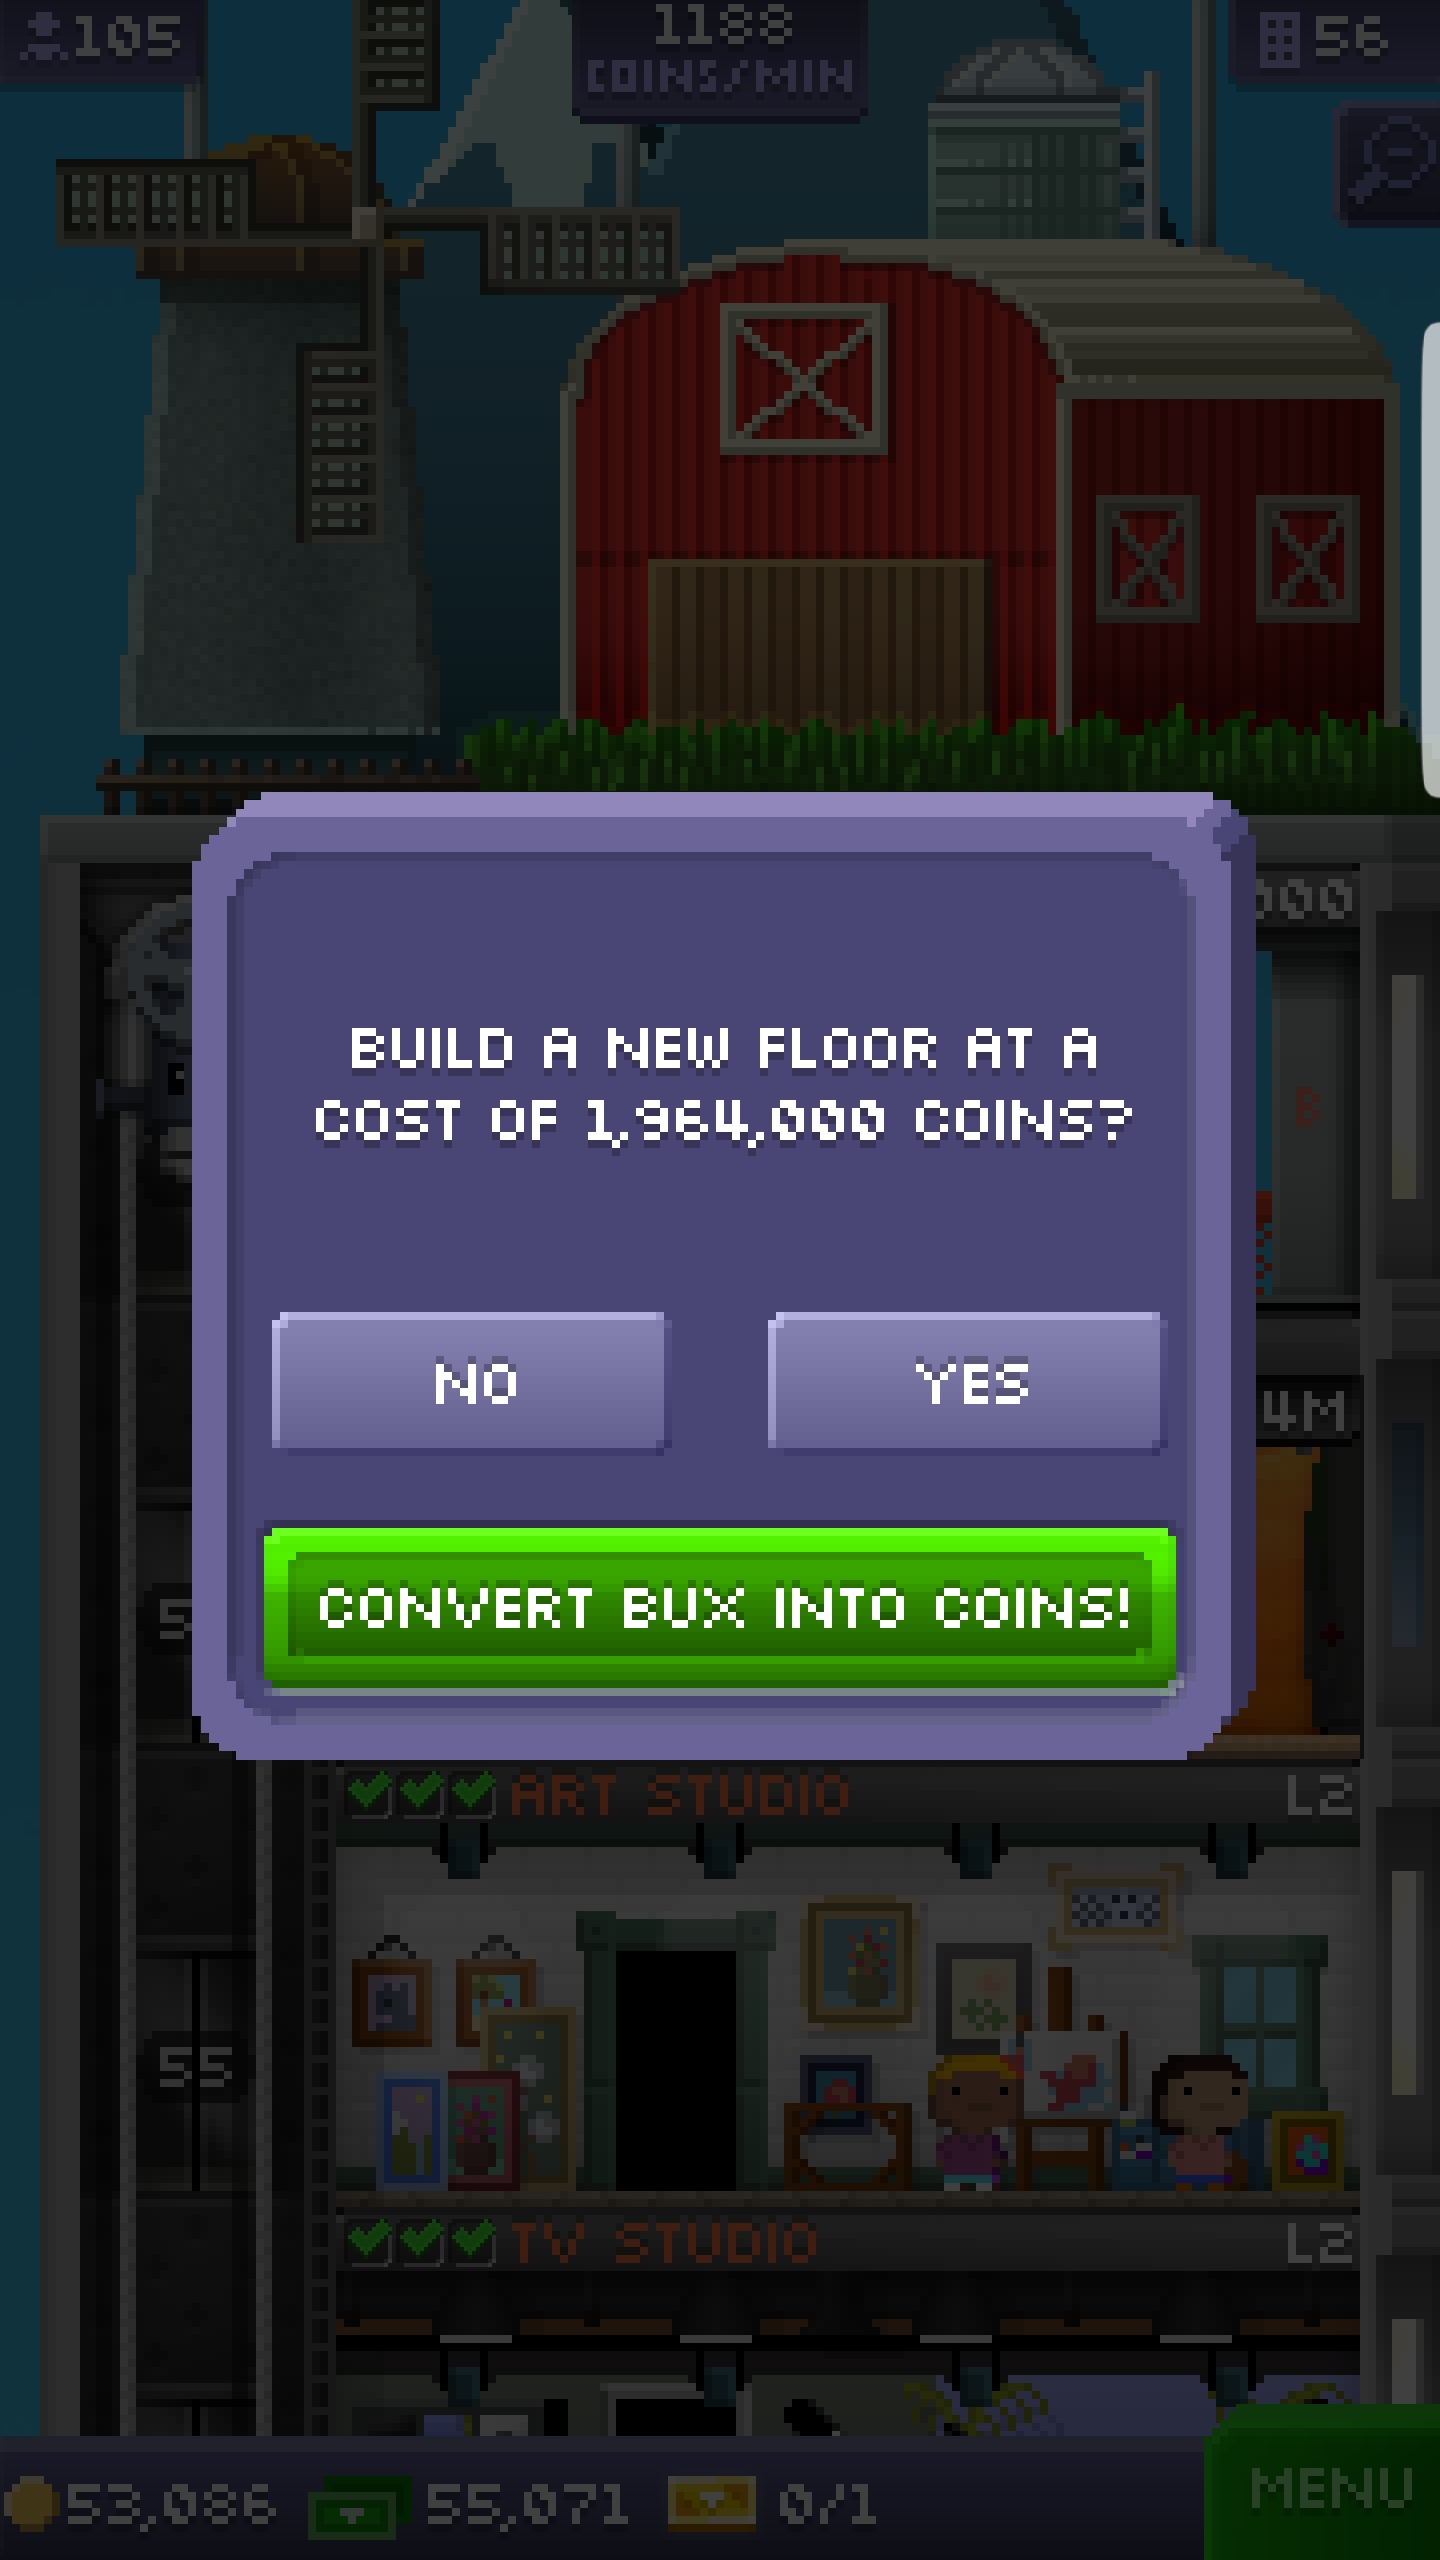 105
1188
COINS/MIN
56
000
B
BUILD A NEW FLOOR AT A
COST OF 1,964,000 COINS?
NO
YES
4M
CONVERT BUX INTO COINS!
5
ART STUDIO
L2
55
TV STUDIO
L2
53,086
55,071
0/1
MENU